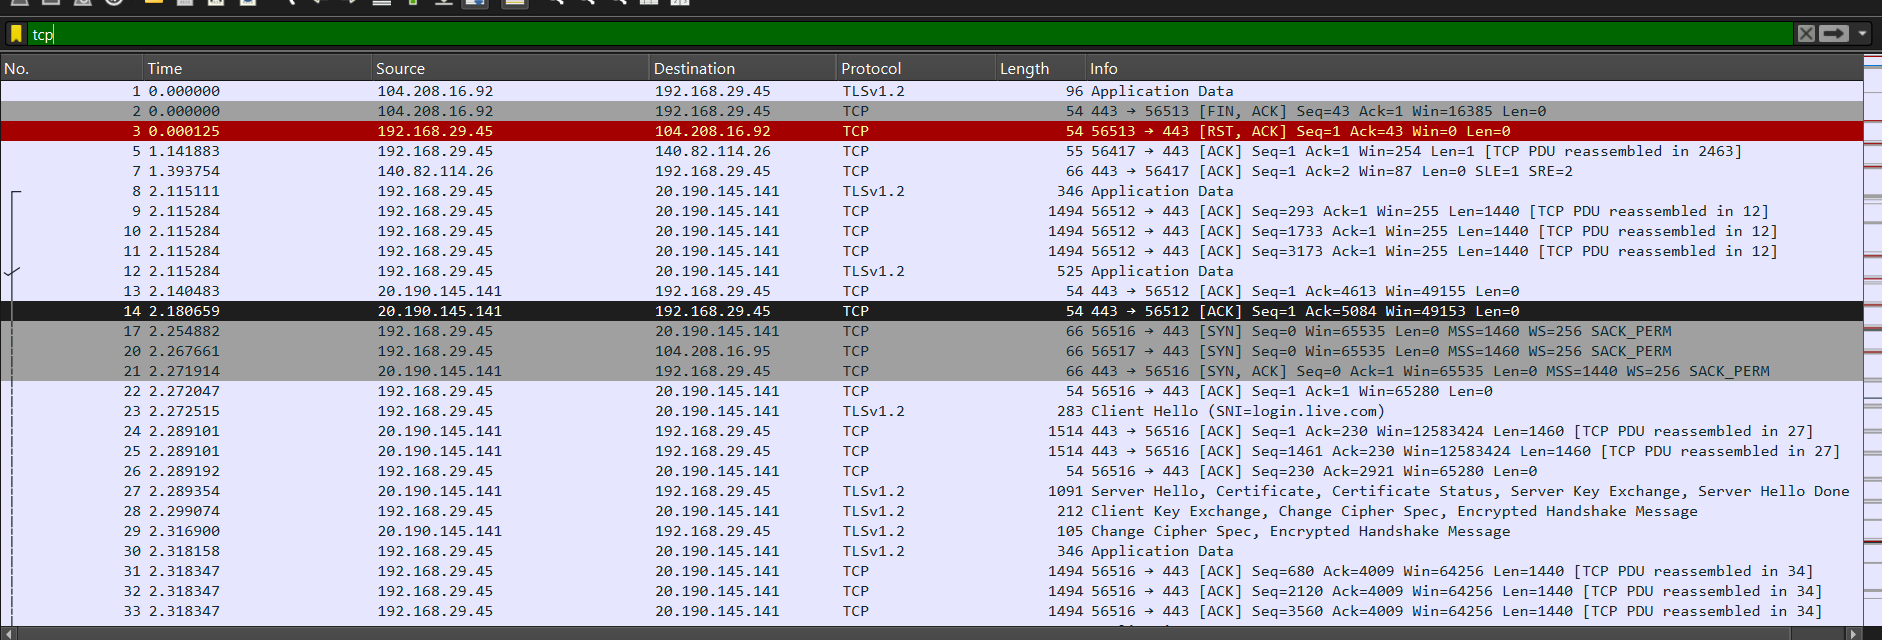 tcp
No. Time Source Destination Protocol Length Info
1 0.000000 104.208.16.92 192.168.29.45 TLSv1.2 96 Application Data
2 0.000000 104.208.16.92 192.168.29.45 TCP 54 443 → 56513 [FIN, ACK] Seq=43 Ack=1 Win=16385 Len=0
3 0.000125 192.168.29.45 104.208.16.92 TCP 54 56513 → 443 [RST, ACK] Seq=1 Ack=43 Win=0 Len=0
5 1.141883 192.168.29.45 140.82.114.26 TCP 55 56417 → 443 [ACK] Seq=1 Ack=1 Win=254 Len=1 [TCP PDU reassembled in 2463]
7 1.393754 140.82.114.26 192.168.29.45 TCP 66 443 → 56417 [ACK] Seq=1 Ack=2 Win=87 Len=0 SLE=1 SRE=2
8 2.115111 192.168.29.45 20.190.145.141 TLSv1.2 346 Application Data
9 2.115284 192.168.29.45 20.190.145.141 TCP 1494 56512 → 443 [ACK] Seq=293 Ack=1 Win=255 Len=1440 [TCP PDU reassembled in 12]
10 2.115284 192.168.29.45 20.190.145.141 TCP 1494 56512 → 443 [ACK] Seq=1733 Ack=1 Win=255 Len=1440 [TCP PDU reassembled in 12]
11 2.115284 192.168.29.45 20.190.145.141 TCP 1494 56512 → 443 [ACK] Seq=3173 Ack=1 Win=255 Len=1440 [TCP PDU reassembled in 12]
12 2.115284 192.168.29.45 20.190.145.141 TLSv1.2 525 Application Data
13 2.140483 20.190.145.141 192.168.29.45 TCP 54 443 → 56512 [ACK] Seq=1 Ack=4613 Win=49155 Len=0
14 2.180659 20.190.145.141 192.168.29.45 TCP 54 443 → 56512 [ACK] Seq=1 Ack=5084 Win=49153 Len=0
17 2.254882 192.168.29.45 20.190.145.141 TCP 66 56516 → 443 [SYN] Seq=0 Win=65535 Len=0 MSS=1460 WS=256 SACK_PERM
20 2.267661 192.168.29.45 104.208.16.95 TCP 66 56517 → 443 [SYN] Seq=0 Win=65535 Len=0 MSS=1460 WS=256 SACK_PERM
21 2.271914 20.190.145.141 192.168.29.45 TCP 66 443 → 56516 [SYN, ACK] Seq=0 Ack=1 Win=65535 Len=0 MSS=1440 WS=256 SACK_PERM
22 2.272047 192.168.29.45 20.190.145.141 TCP 54 56516 → 443 [ACK] Seq=1 Ack=1 Win=65280 Len=0
23 2.272515 192.168.29.45 20.190.145.141 TLSv1.2 283 Client Hello (SNI=login.live.com)
24 2.289101 20.190.145.141 192.168.29.45 TCP 1514 443 → 56516 [ACK] Seq=1 Ack=230 Win=12583424 Len=1460 [TCP PDU reassembled in 27]
25 2.289101 20.190.145.141 192.168.29.45 TCP 1514 443 → 56516 [ACK] Seq=1461 Ack=230 Win=12583424 Len=1460 [TCP PDU reassembled in 27]
26 2.289192 192.168.29.45 20.190.145.141 TCP 54 56516 → 443 [ACK] Seq=230 Ack=2921 Win=65280 Len=0
27 2.289354 20.190.145.141 192.168.29.45 TLSv1.2 1091 Server Hello, Certificate, Certificate Status, Server Key Exchange, Server Hello Done
28 2.299074 192.168.29.45 20.190.145.141 TLSv1.2 212 Client Key Exchange, Change Cipher Spec, Encrypted Handshake Message
29 2.316900 20.190.145.141 192.168.29.45 TLSv1.2 105 Change Cipher Spec, Encrypted Handshake Message
30 2.318158 192.168.29.45 20.190.145.141 TLSv1.2 346 Application Data
31 2.318347 192.168.29.45 20.190.145.141 TCP 1494 56516 → 443 [ACK] Seq=680 Ack=4009 Win=64256 Len=1440 [TCP PDU reassembled in 34]
32 2.318347 192.168.29.45 20.190.145.141 TCP 1494 56516 → 443 [ACK] Seq=2120 Ack=4009 Win=64256 Len=1440 [TCP PDU reassembled in 34]
33 2.318347 192.168.29.45 20.190.145.141 TCP 1494 56516 → 443 [ACK] Seq=3560 Ack=4009 Win=64256 Len=1440 [TCP PDU reassembled in 34]